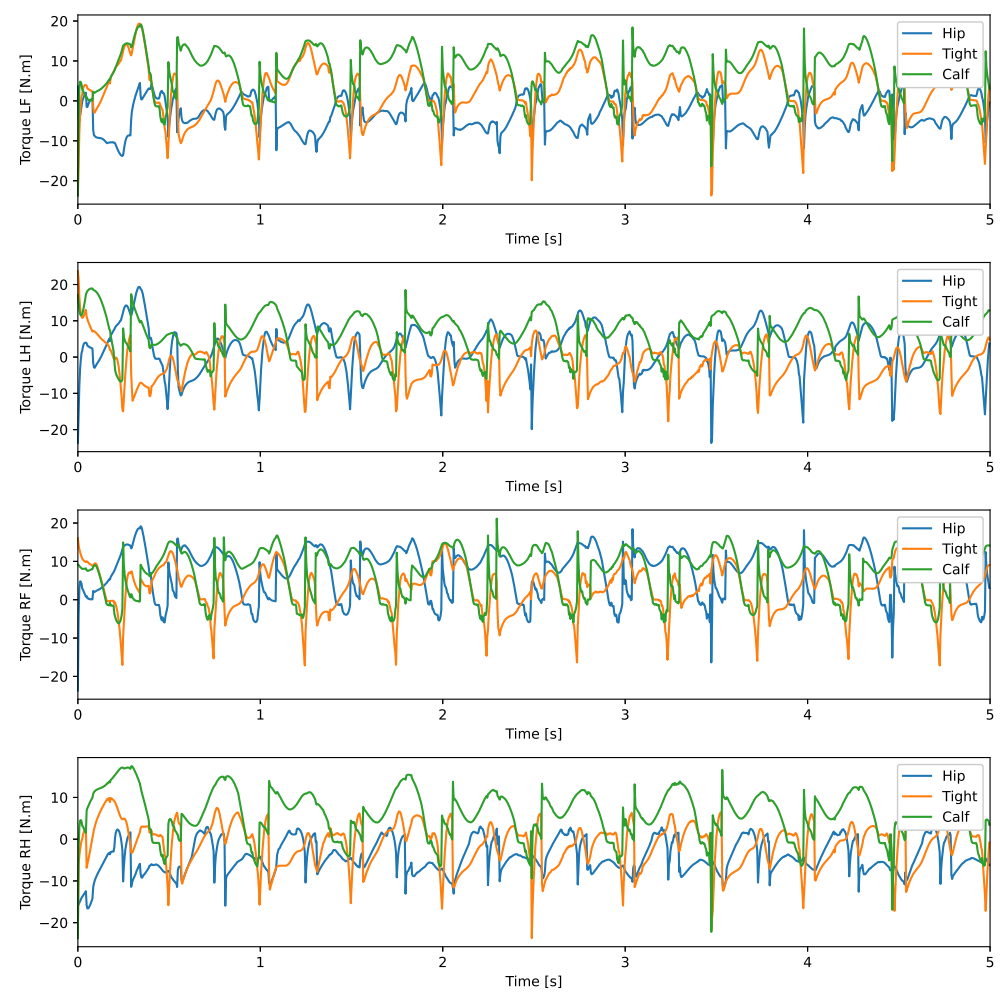 20
10
0
−10
−20
Torque LF [N.m]
Hip
Tight
Calf
0 1 2 3 4 5
Time [s]
20
10
0
−10
−20
Torque LH [N.m]
Hip
Tight
Calf
0 1 2 3 4 5
Time [s]
20
10
0
−10
−20
Torque RF [N.m]
Hip
Tight
Calf
0 1 2 3 4 5
Time [s]
10
0
−10
−20
Torque RH [N.m]
Hip
Tight
Calf
0 1 2 3 4 5
Time [s]